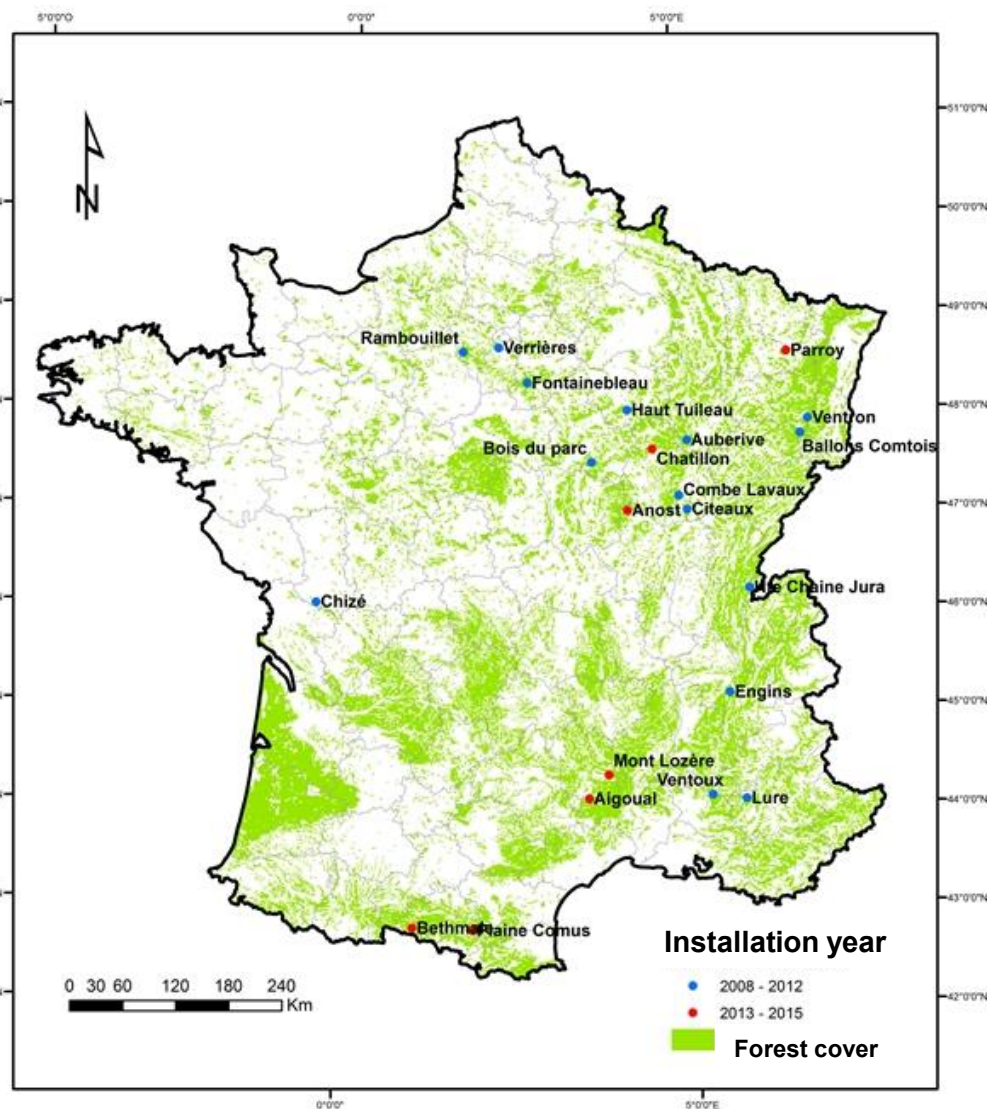 5°0'0"O 0°0'0" 5°0'0"E
51°0'0"N
N
50°0'0"N
49°0'0"N
Rambouillet
Verrières
Parroy
Fontainebleau
48°0'0"N
Haut Tuileau
Ventron
Auberive
Ballons Comtois
Bois du parc
Chatillon
Combe Lavaux
47°0'0"N
Anost
Citeaux
Hte Chaine Jura
Chizé
46°0'0"N
Engins
45°0'0"N
Mont Lozère
Ventoux
Aigoual
Lure
44°0'0"N
43°0'0"N
Bethmale
Plaine Comus
Installation year
2008 - 2012
42°0'0"N
2013 - 2015
Forest cover
0 30 60 120 180 240
Km
0°0'0" 5°0'0"E